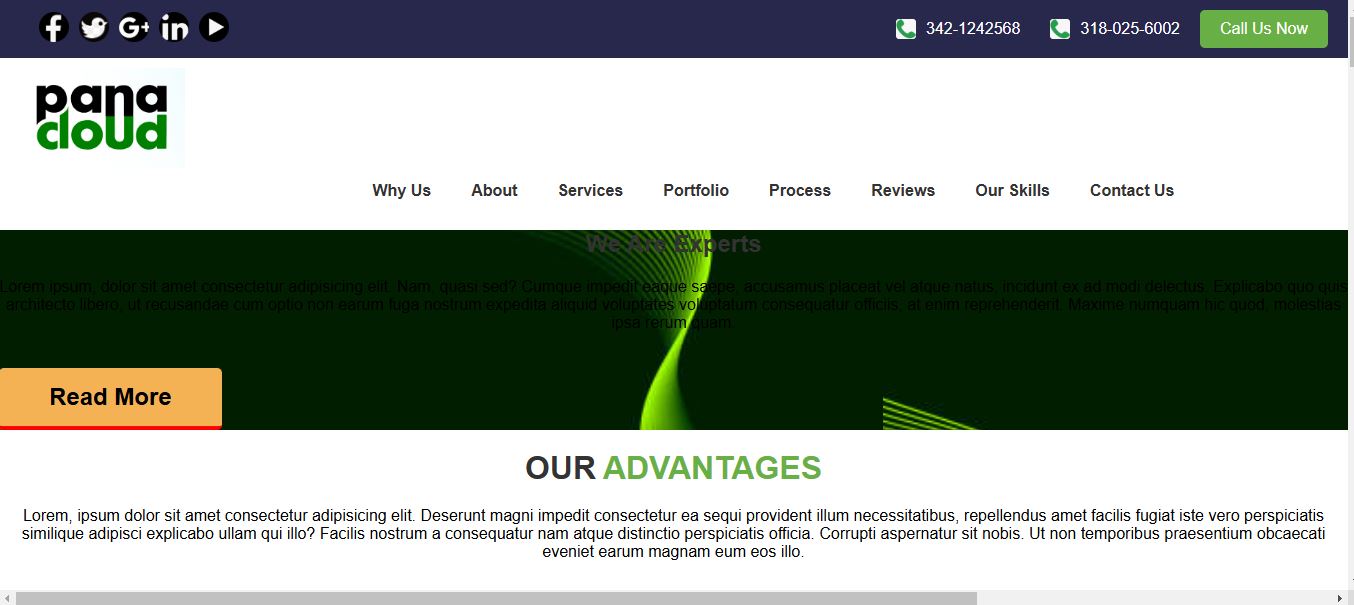 342-1242568 318-025-6002 Call Us Now
pana
cloud
Why Us About Services Portfolio Process Reviews Our Skills Contact Us
We Are Experts
Lorem ipsum, dolor sit amet consectetur adipisicing elit. Nam, quasi sed? Cumque impedit eaque saepe, accusamus placeat vel atque natus, incidunt ex ad modi delectus. Explicabo quo quis
architecto libero, ut recusandae cum optio non earum fuga nostrum expedita aliquid voluptates voluptatum consequatur officiis, at enim reprehenderit. Maxime numquam hic quod, molestias
ipsa rerum quam.
Read More
OUR ADVANTAGES
Lorem, ipsum dolor sit amet consectetur adipisicing elit. Deserunt magni impedit consectetur ea sequi provident illum necessitatibus, repellendus amet facilis fugiat iste vero perspiciatis
similique adipisci explicabo ullam qui illo? Facilis nostrum a consequatur nam atque distinctio perspiciatis officia. Corrupti aspernatur sit nobis. Ut non temporibus praesentium obcaecati
eveniet earum magnam eum eos illo.